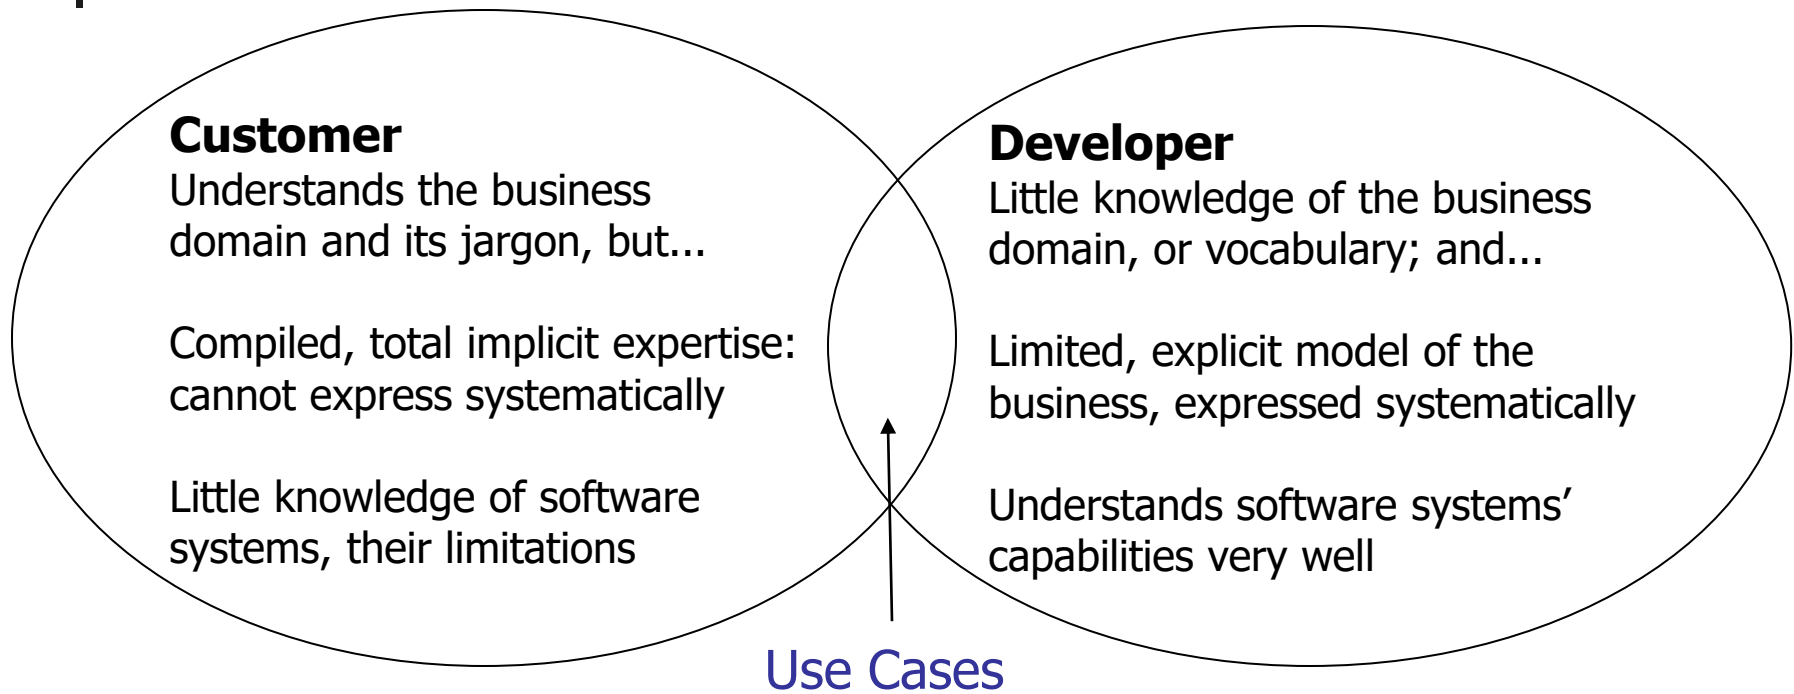 Customer
Understands the business
domain and its jargon, but...
Compiled, total implicit expertise:
cannot express systematically
Little knowledge of software
systems, their limitations
Developer
Little knowledge of the business
domain, or vocabulary; and...
Limited, explicit model of the
business, expressed systematically
Understands software systems’
capabilities very well
Use Cases